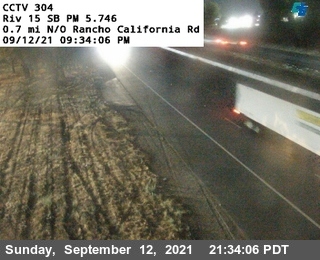 CCTV 304
Riv 15 SB PM 5.746
0.7 mi N/O Rancho California Rd
09/12/21 09:34:06 PM
Sunday, September 12, 2021 21:34:06 PDT